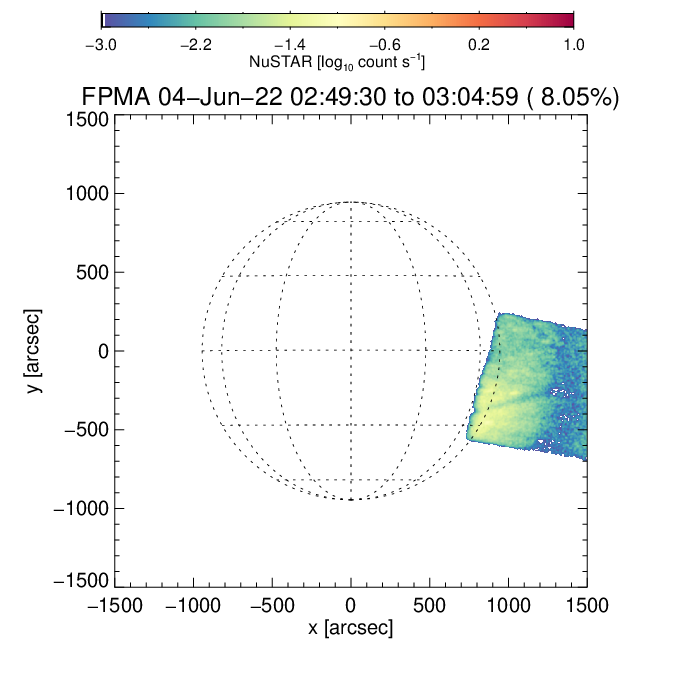 −3.0 −2.2 −1.4 −0.6 0.2 1.0
NuSTAR [log₁₀ count s⁻¹]
FPMA 04−Jun−22 02:49:30 to 03:04:59 ( 8.05%)
1500
1000
500
0
−500
−1000
−1500
y [arcsec]
−1500 −1000 −500 0 500 1000 1500
x [arcsec]